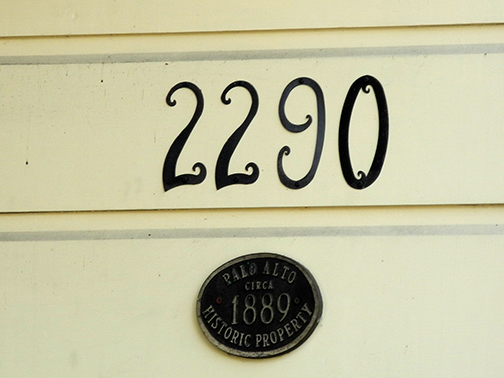 2290
PALO ALTO
CIRCA
1889
HISTORIC PROPERTY